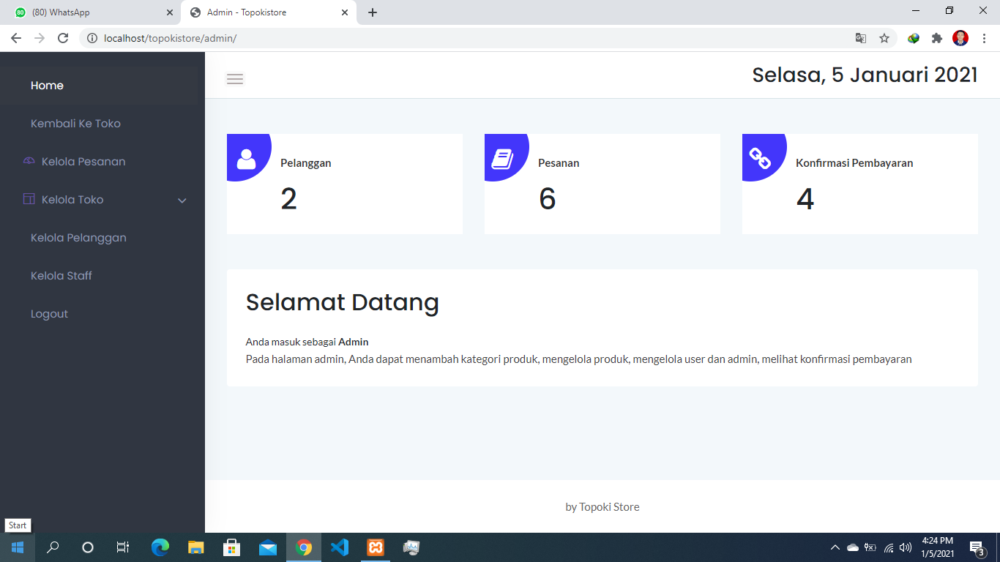 80 (80) WhatsApp
Admin - Topokistore
localhost/topokistore/admin/
Home
Kembali Ke Toko
Kelola Pesanan
Kelola Toko
Kelola Pelanggan
Kelola Staff
Logout
Selasa, 5 Januari 2021
Pelanggan
2
Pesanan
6
Konfirmasi Pembayaran
4
Selamat Datang
Anda masuk sebagai Admin
Pada halaman admin, Anda dapat menambah kategori produk, mengelola produk, mengelola user dan admin, melihat konfirmasi pembayaran
by Topoki Store
Start
4:24 PM
1/5/2021
3